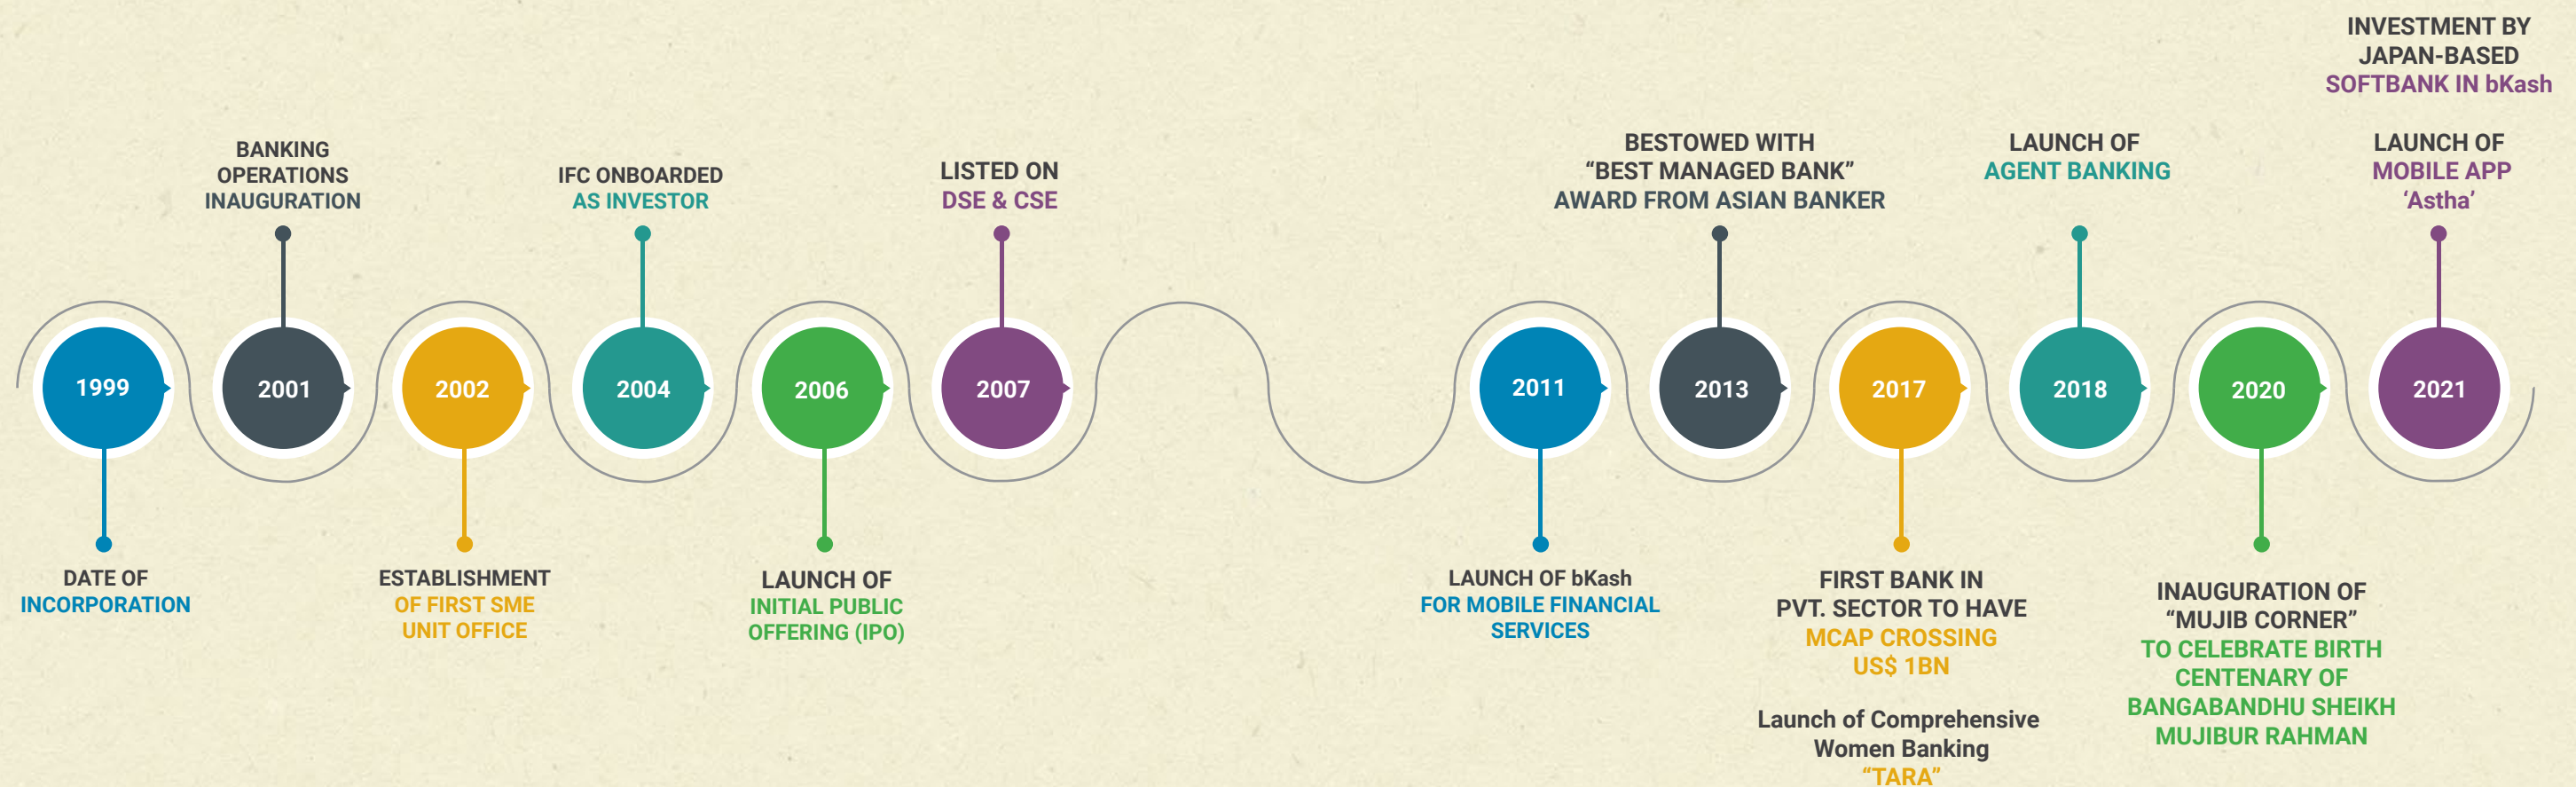 1999
DATE OF
INCORPORATION
BANKING
OPERATIONS
INAUGURATION
2001
2002
ESTABLISHMENT
OF FIRST SME
UNIT OFFICE
IFC ONBOARDED
AS INVESTOR
2004
2006
LAUNCH OF
INITIAL PUBLIC
OFFERING (IPO)
LISTED ON
DSE & CSE
2007
2011
LAUNCH OF bKash
FOR MOBILE FINANCIAL
SERVICES
BESTOWED WITH
“BEST MANAGED BANK”
AWARD FROM ASIAN BANKER
2013
2017
FIRST BANK IN
PVT. SECTOR TO HAVE
MCAP CROSSING
US$ 1BN
Launch of Comprehensive
Women Banking
“TARA”
LAUNCH OF
AGENT BANKING
2018
2020
INAUGURATION OF
“MUJIB CORNER”
TO CELEBRATE BIRTH
CENTENARY OF
BANGABANDHU SHEIKH
MUJIBUR RAHMAN
INVESTMENT BY
JAPAN-BASED
SOFTBANK IN bKash
LAUNCH OF
MOBILE APP
‘Astha’
2021